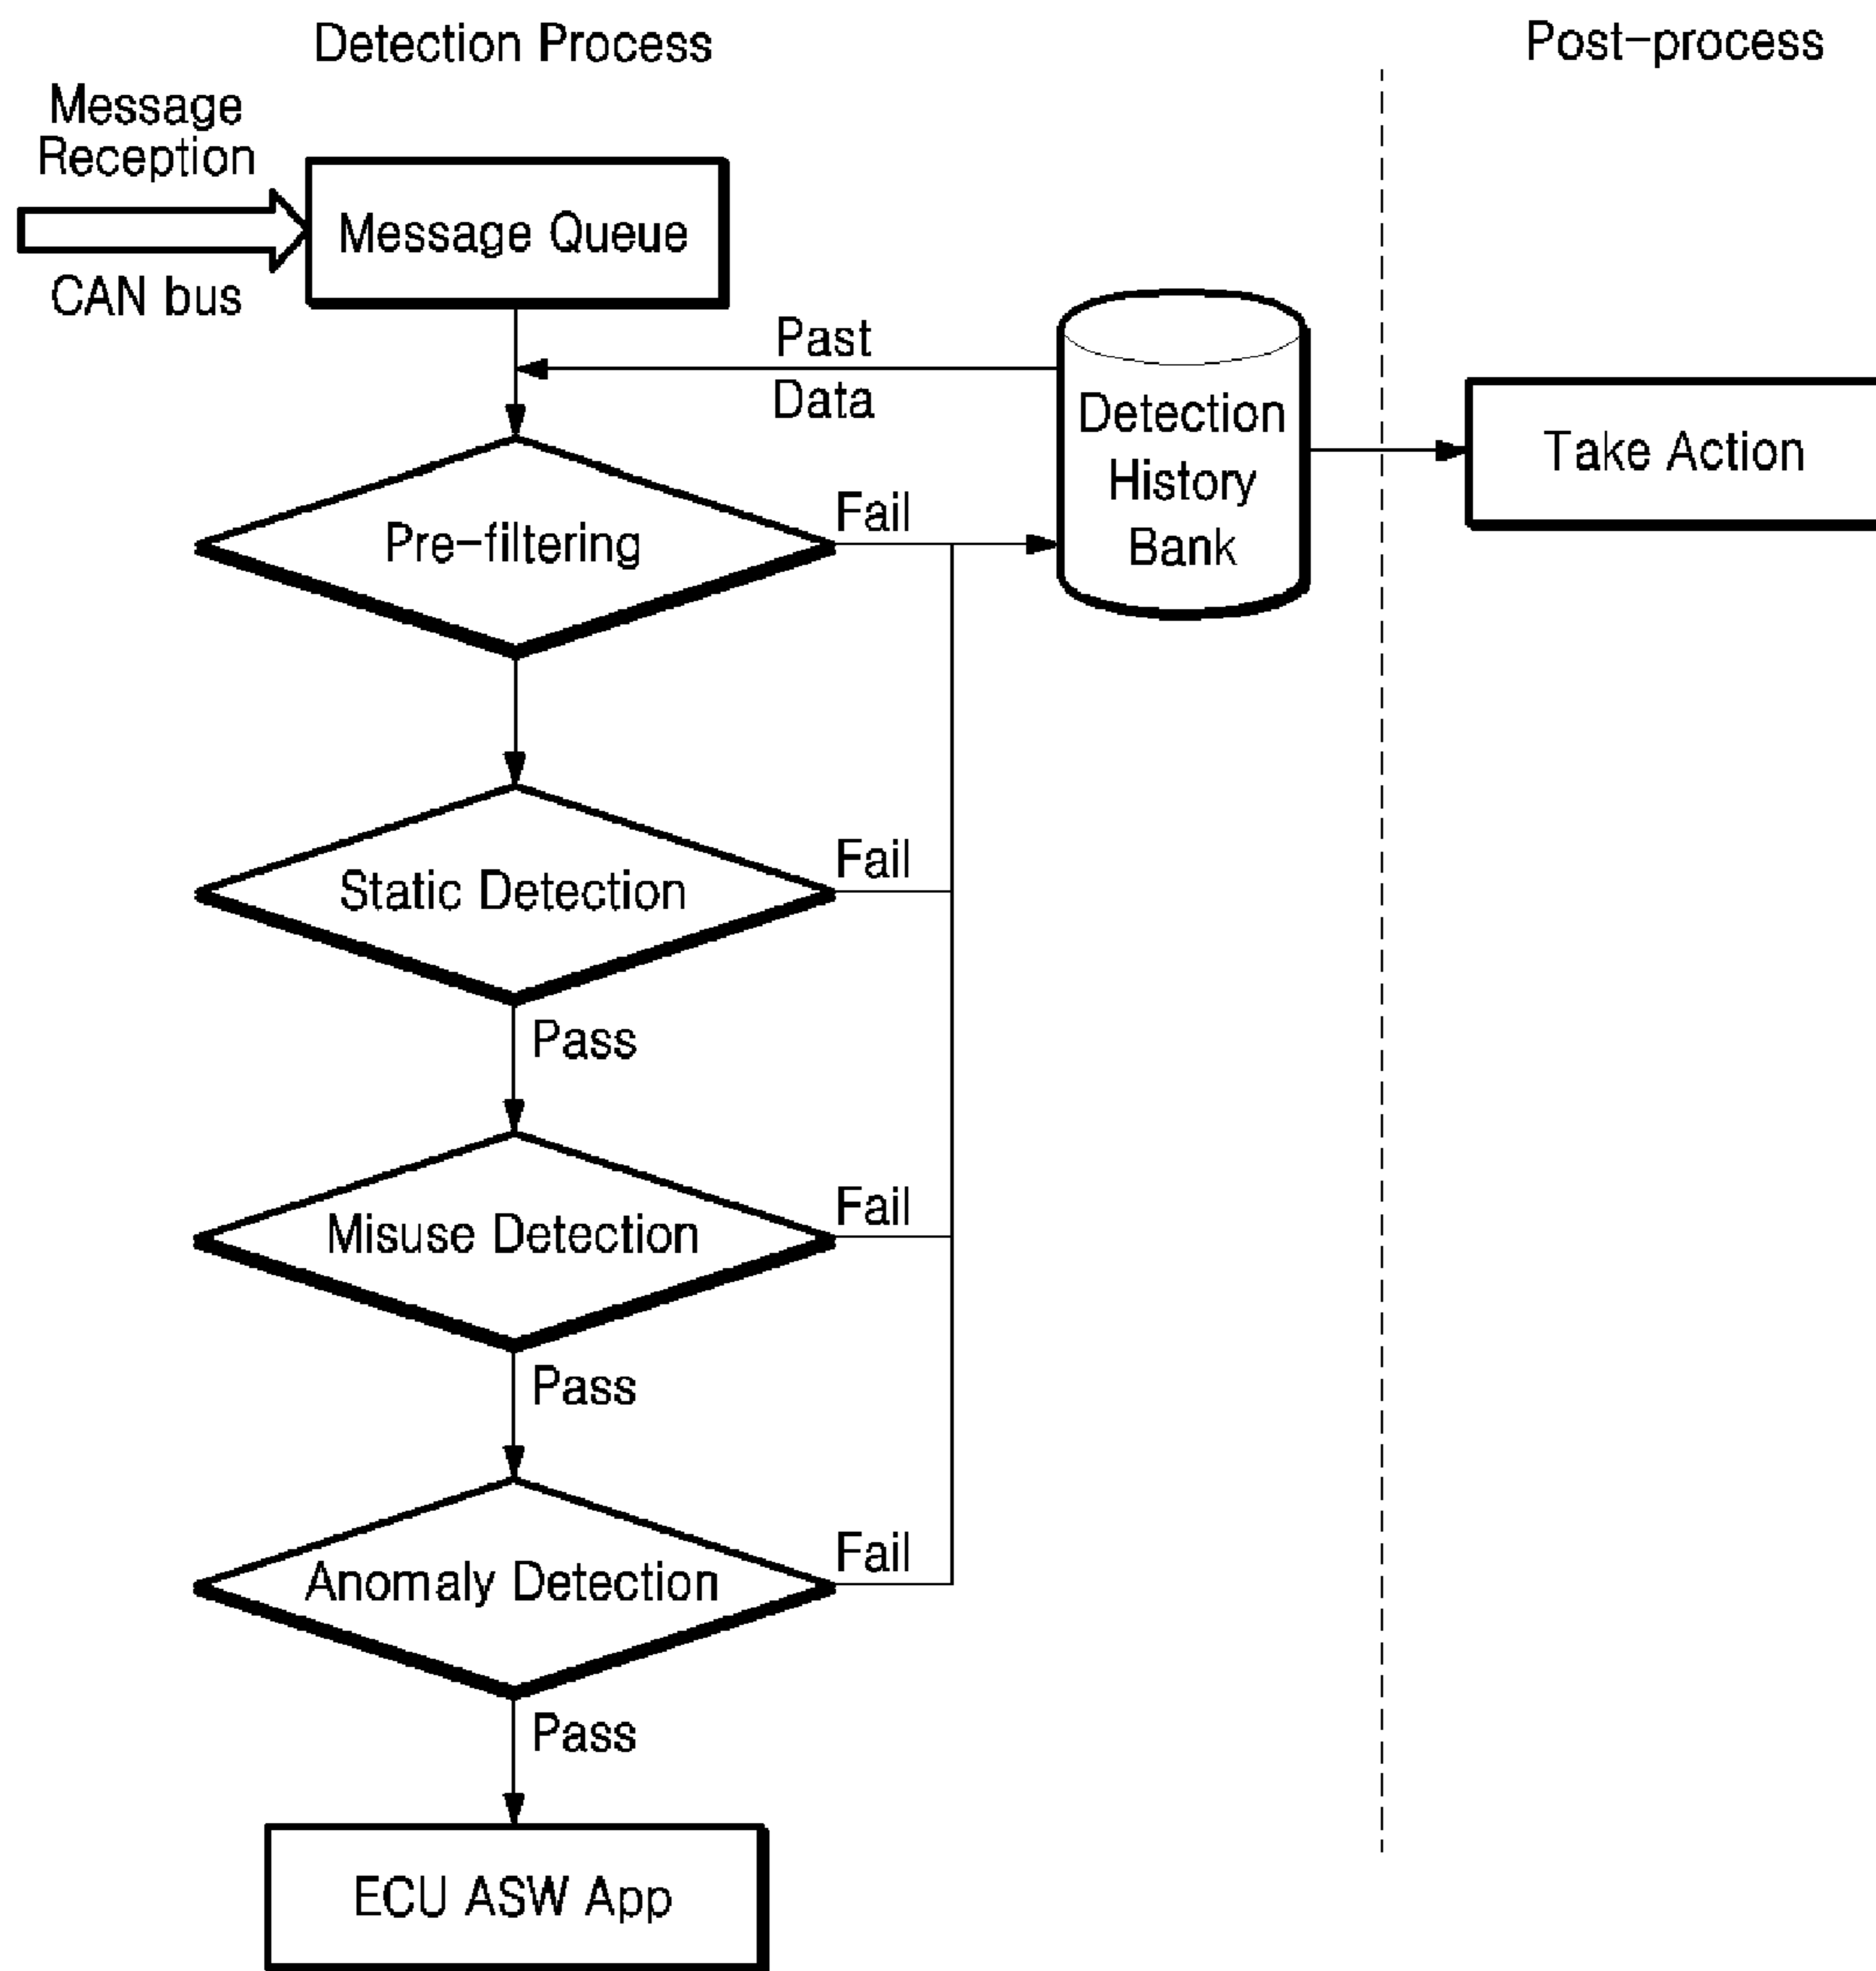 Detection Process
Post-process
Message
Reception
Message Queue
CAN bus
Past
Data
Detection
History
Bank
Take Action
Pre-filtering
Fail
Static Detection
Fail
Pass
Misuse Detection
Fail
Pass
Anomaly Detection
Fail
Pass
ECU ASW App